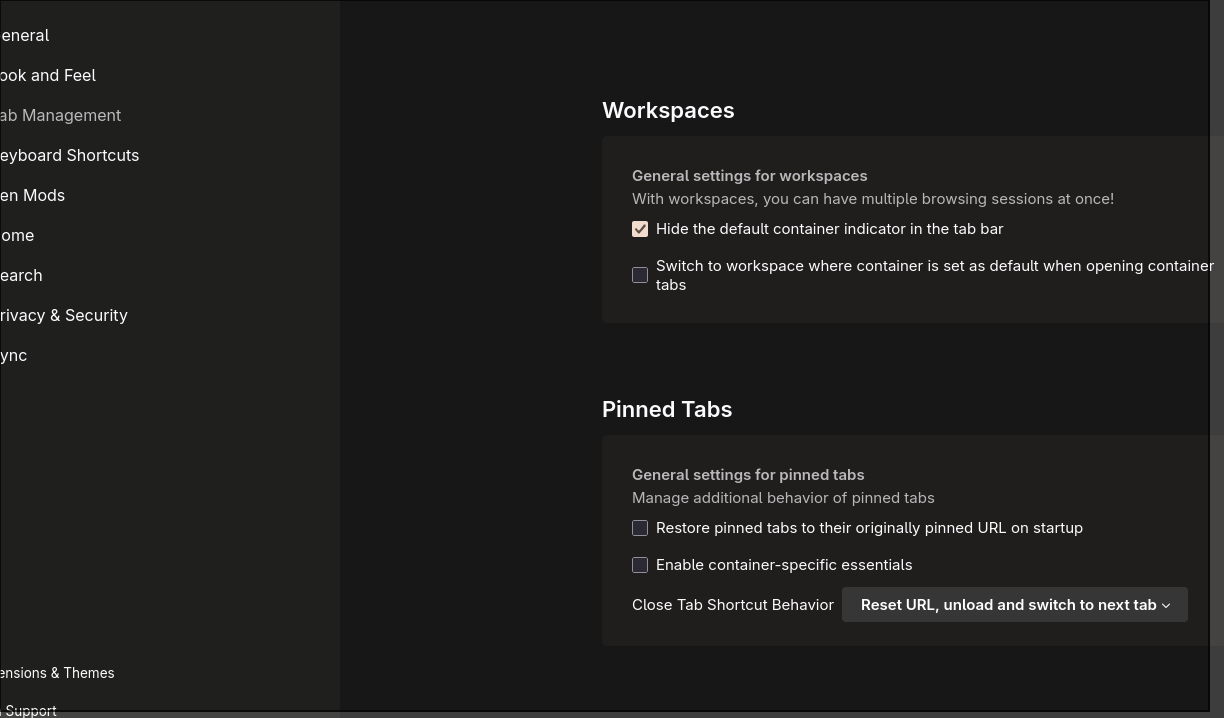 eneral
ook and Feel
ab Management
eyboard Shortcuts
en Mods
ome
earch
rivacy & Security
ync
ensions & Themes
Support
Workspaces
General settings for workspaces
With workspaces, you can have multiple browsing sessions at once!
Hide the default container indicator in the tab bar
Switch to workspace where container is set as default when opening container
tabs
Pinned Tabs
General settings for pinned tabs
Manage additional behavior of pinned tabs
Restore pinned tabs to their originally pinned URL on startup
Enable container-specific essentials
Close Tab Shortcut Behavior Reset URL, unload and switch to next tab